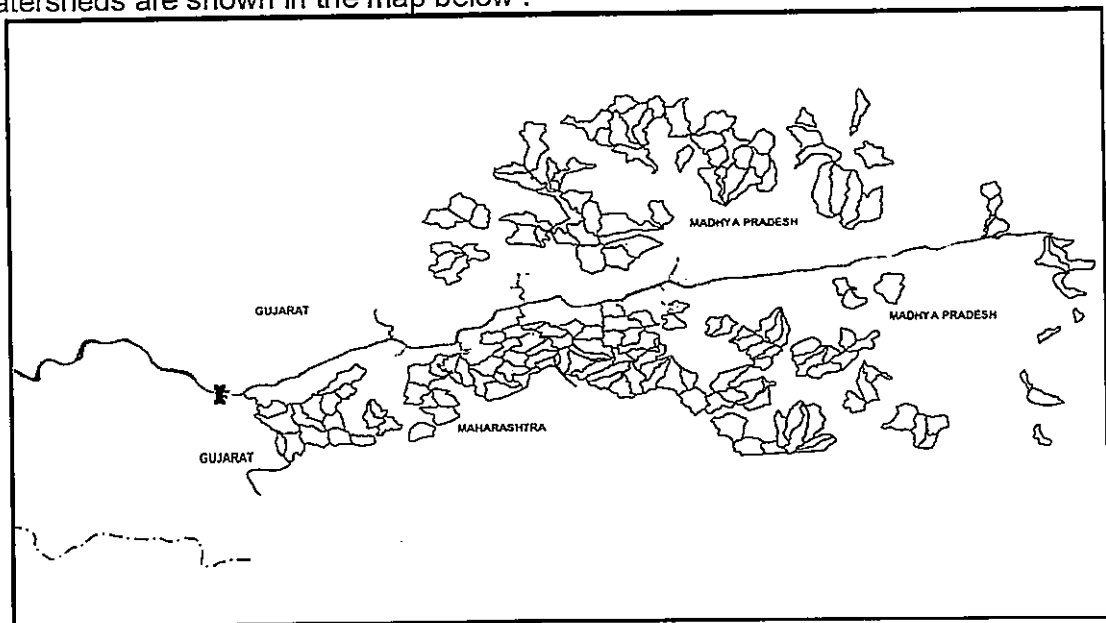 atersheds are shown in the map below :
MADHYA PRADESH
GUJARAT
MADHYA PRADESH
MAHARASHTRA
GUJARAT